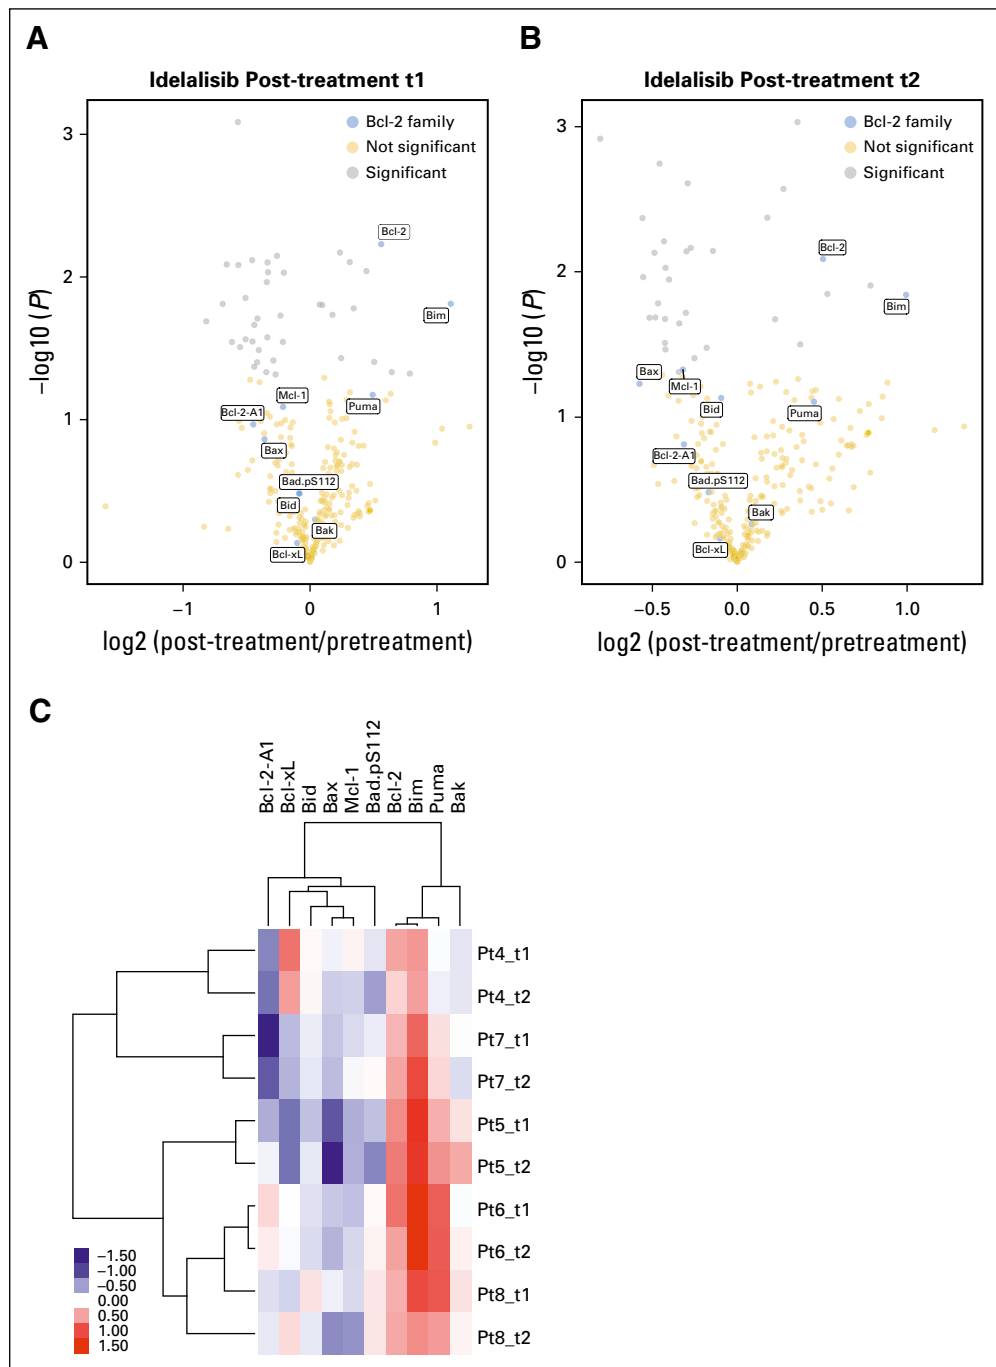 A
Idelalisib Post-treatment t1
Bcl-2 family
Not significant
Significant
Bcl-2
Bim
Mcl-1
Puma
Bcl-2-A1
Bax
Bad.pS112
Bid
Bak
Bcl-xL
3
2
1
0
−log10 (P)
−1
0
1
log2 (post-treatment/pretreatment)
B
Idelalisib Post-treatment t2
Bcl-2 family
Not significant
Significant
Bcl-2
Bim
Bax
Mcl-1
Bid
Puma
Bcl-2-A1
Bad.pS112
Bak
Bcl-xL
3
2
1
0
−log10 (P)
−0.5
0.0
0.5
1.0
log2 (post-treatment/pretreatment)
C
Bcl-2-A1
Bcl-xL
Bid
Bax
Mcl-1
Bad.pS112
Bcl-2
Bim
Puma
Bak
Pt4_t1
Pt4_t2
Pt7_t1
Pt7_t2
Pt5_t1
Pt5_t2
Pt6_t1
Pt6_t2
Pt8_t1
Pt8_t2
−1.50
−1.00
−0.50
0.00
0.50
1.00
1.50